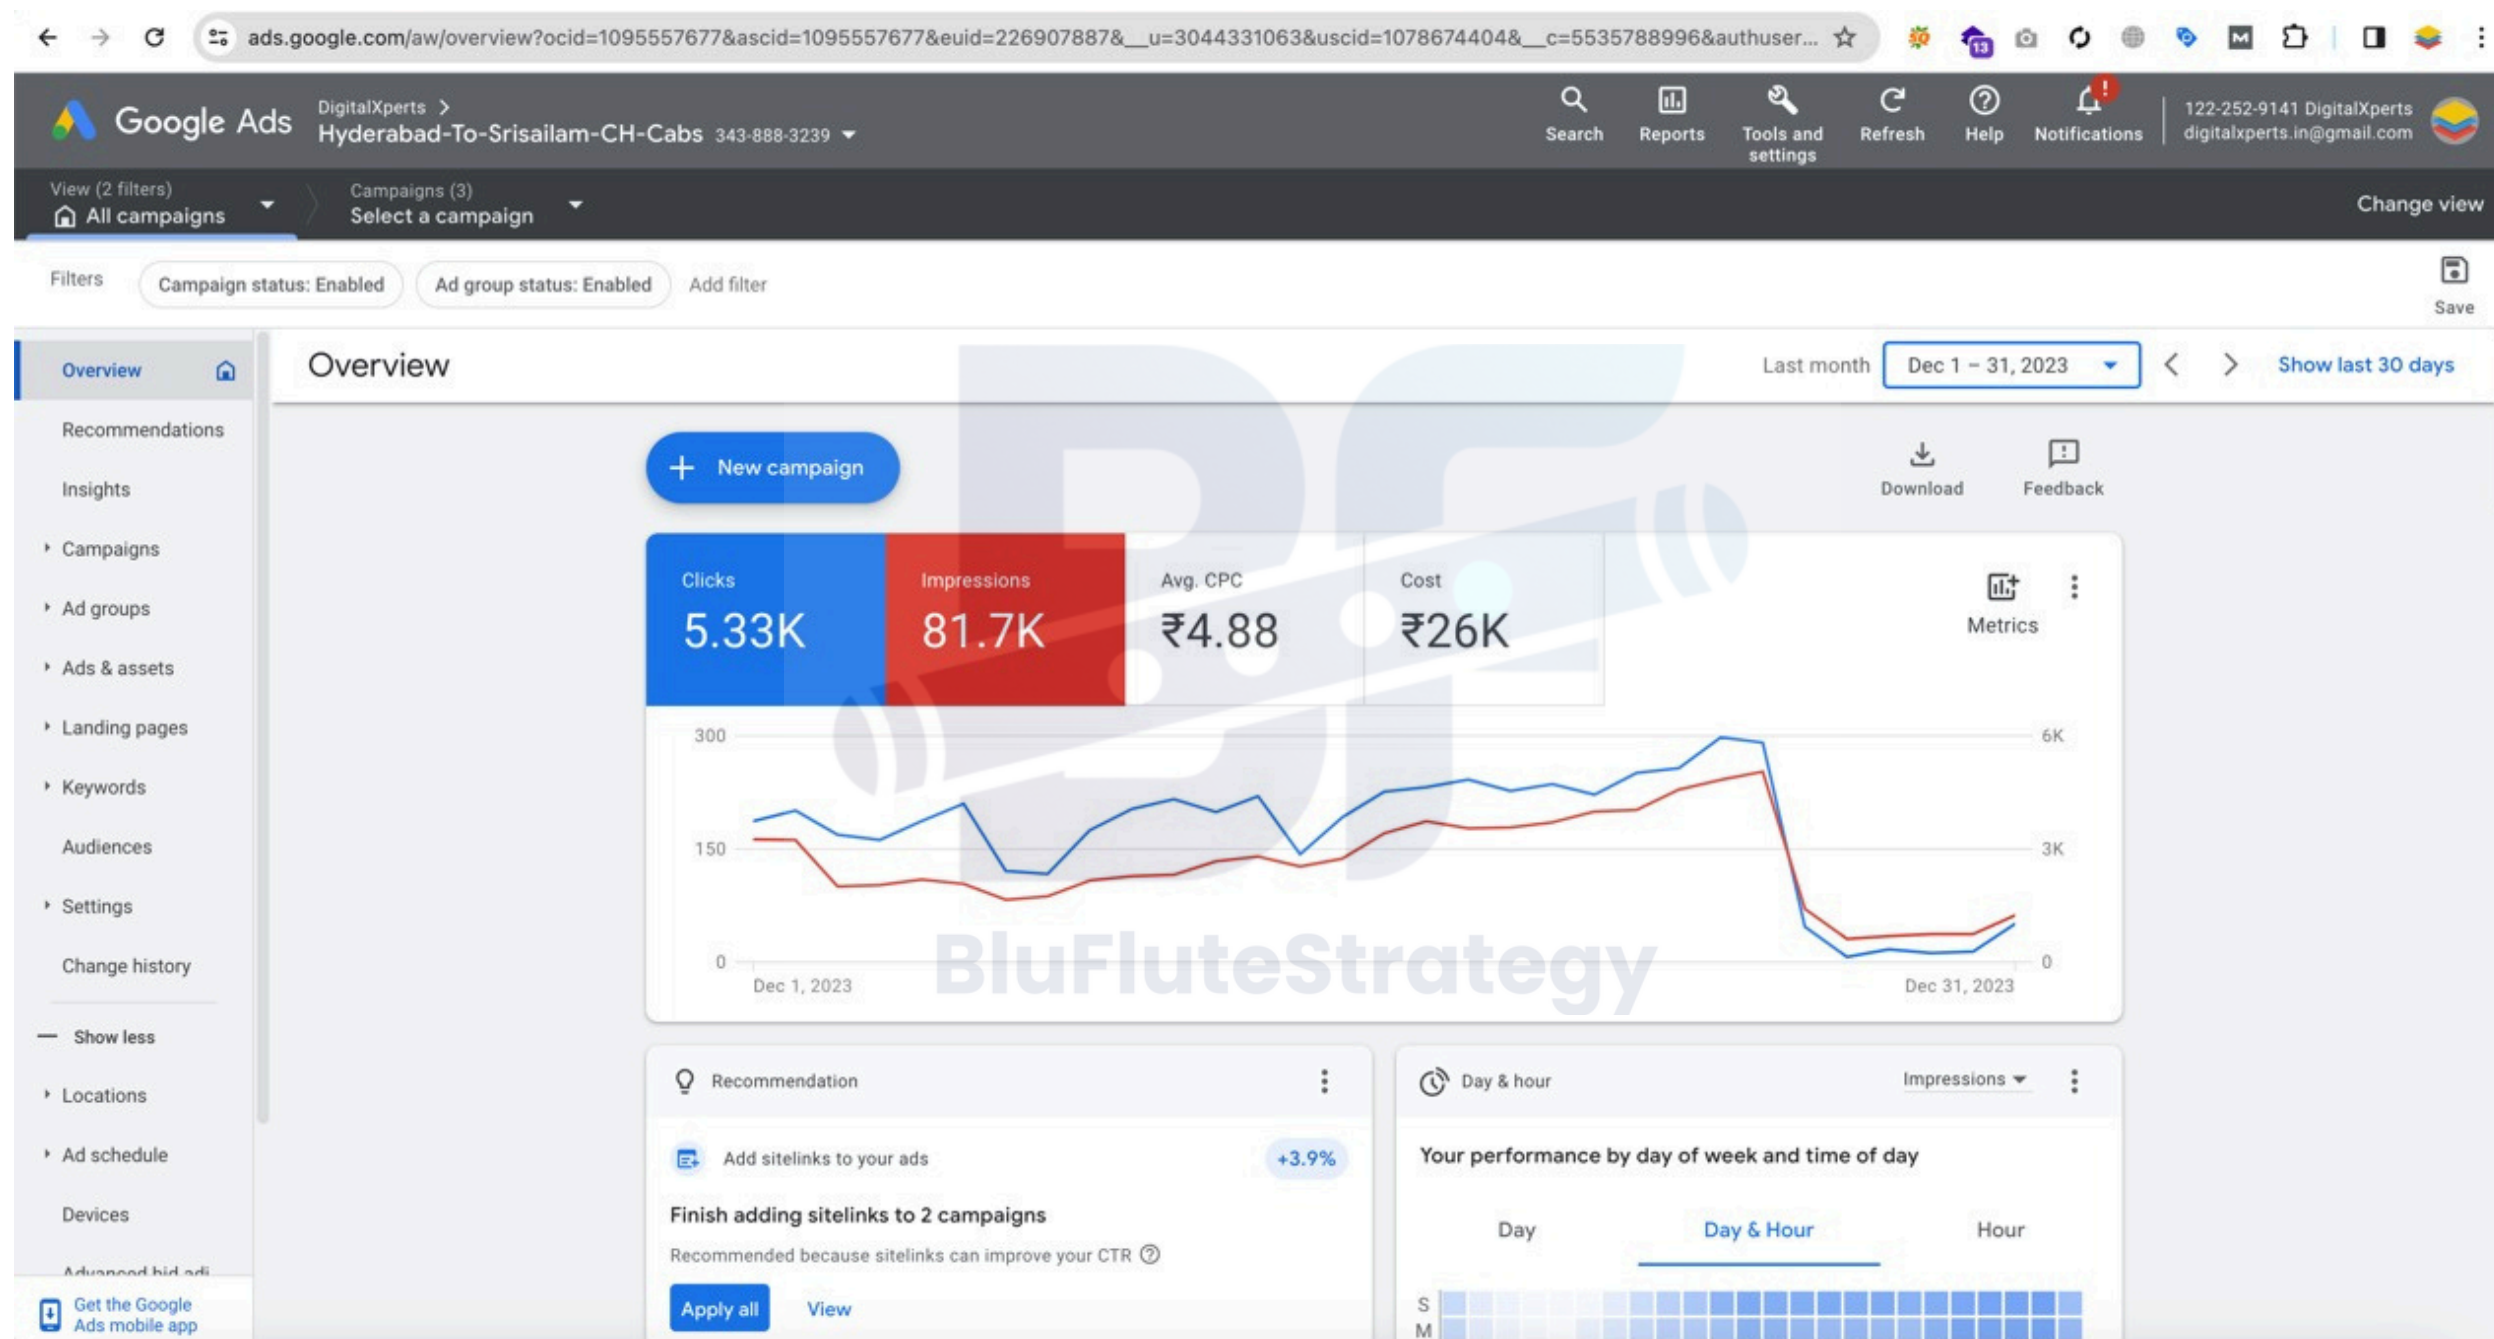 ads.google.com/aw/overview?ocid=1095557677&ascid=1095557677&euid=226907887&__u=3044331063&uscid=1078674404&__c=5535788996&authuser...
13
Google Ads
DigitalXperts
Hyderabad-To-Srisailam-CH-Cabs 343-888-3239
Search
Reports
Tools and
settings
Refresh
Help
!
Notifications
122-252-9141 DigitalXperts
digitalxperts.in@gmail.com
View (2 filters)
All campaigns
Campaigns (3)
Select a campaign
Change view
Filters
Campaign status: Enabled
Ad group status: Enabled
Add filter
Save
Overview
Recommendations
Insights
Campaigns
Ad groups
Ads & assets
Landing pages
Keywords
Audiences
Settings
Change history
Show less
Locations
Ad schedule
Devices
Advanced bid adj
Get the Google
Ads mobile app
Overview
Last month
Dec 1 – 31, 2023
Show last 30 days
New campaign
Download
Feedback
Clicks
5.33K
Impressions
81.7K
Avg. CPC
₹4.88
Cost
₹26K
Metrics
300
150
0
6K
3K
0
Dec 1, 2023
Dec 31, 2023
BF
BluFluteStrategy
Recommendation
Add sitelinks to your ads
+3.9%
Finish adding sitelinks to 2 campaigns
Recommended because sitelinks can improve your CTR
Apply all
View
Day & hour
Impressions
Your performance by day of week and time of day
Day
Day & Hour
Hour
S
M